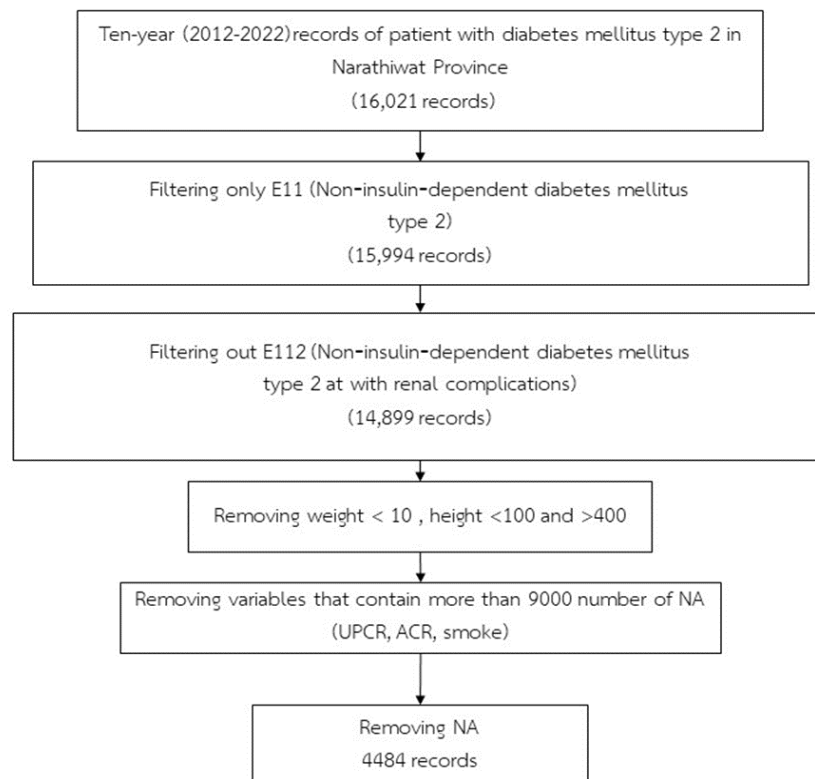 Ten-year (2012-2022)records of patient with diabetes mellitus type 2 in
Narathiwat Province
(16,021 records)
Filtering only E11 (Non-insulin-dependent diabetes mellitus
type 2)
(15,994 records)
Filtering out E112 (Non-insulin-dependent diabetes mellitus
type 2 at with renal complications)
(14,899 records)
Removing weight < 10 , height <100 and >400
Removing variables that contain more than 9000 number of NA
(UPCR, ACR, smoke)
Removing NA
4484 records